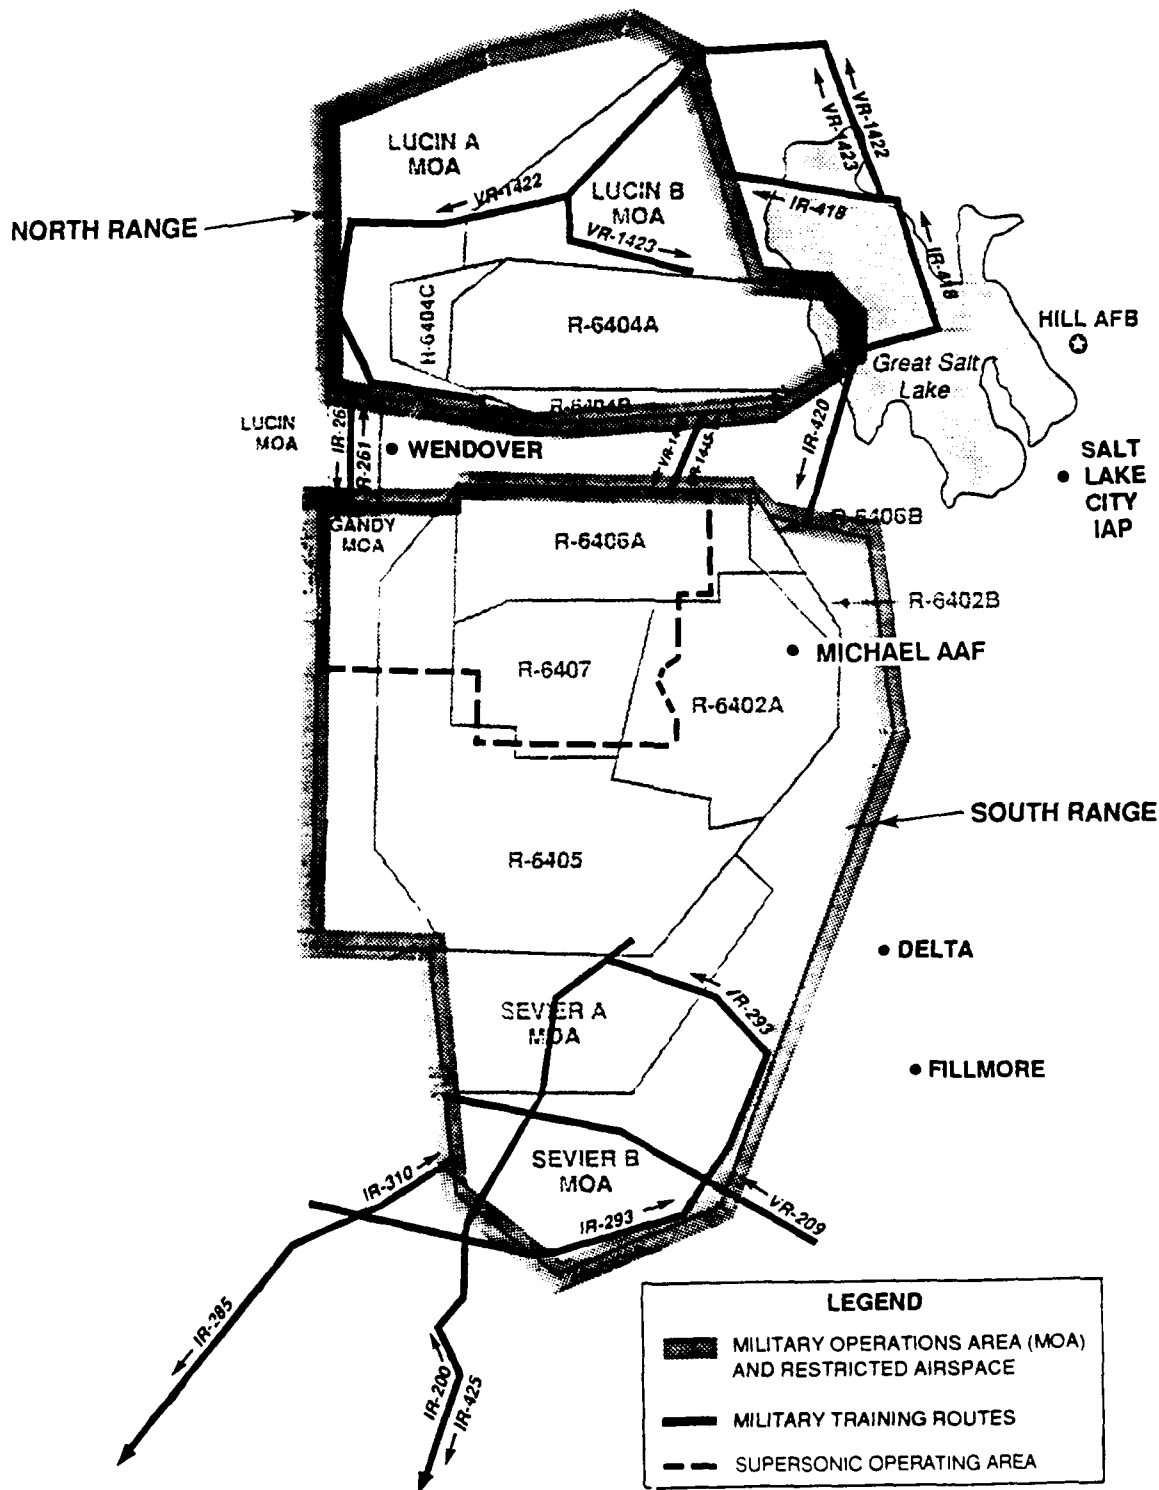 LUCIN A
MOA
VR-1422
LUCIN B
MOA
VR-1423
VR-1422
VR-1423
IR-418
IR-418
NORTH RANGE
R-6404A
HILL AFB
Great Salt
Lake
LUCIN
MOA
WENDOVER
IR-420
SALT
LAKE
CITY
IAP
GANDY
MOA
R-6406A
R-6406B
R-6402B
MICHAEL AAF
R-6407
R-6402A
SOUTH RANGE
R-6405
DELTA
SEVIER A
MOA
IR-293
FILLMORE
SEVIER B
MOA
IR-310
IR-293
VR-209
IR-285
IR-200
IR-425
LEGEND
MILITARY OPERATIONS AREA (MOA)
AND RESTRICTED AIRSPACE
MILITARY TRAINING ROUTES
SUPERSONIC OPERATING AREA